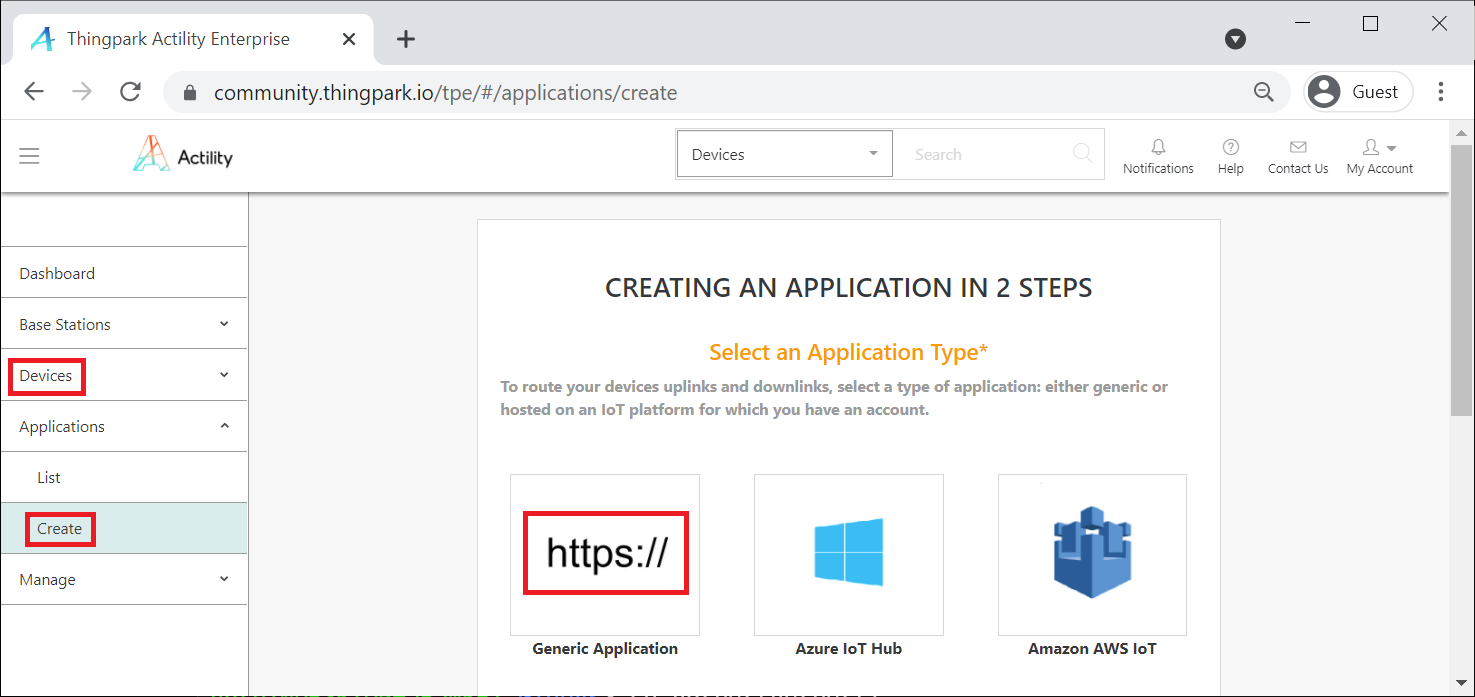 Thingpark Actility Enterprise
community.thingpark.io/tpe/#/applications/create
Guest
Actility
Devices
Search
Notifications
Help
Contact Us
My Account
Dashboard
Base Stations
Devices
Applications
List
Create
Manage
CREATING AN APPLICATION IN 2 STEPS
Select an Application Type*
To route your devices uplinks and downlinks, select a type of application: either generic or
hosted on an IoT platform for which you have an account.
https://
Generic Application
Azure IoT Hub
Amazon AWS IoT